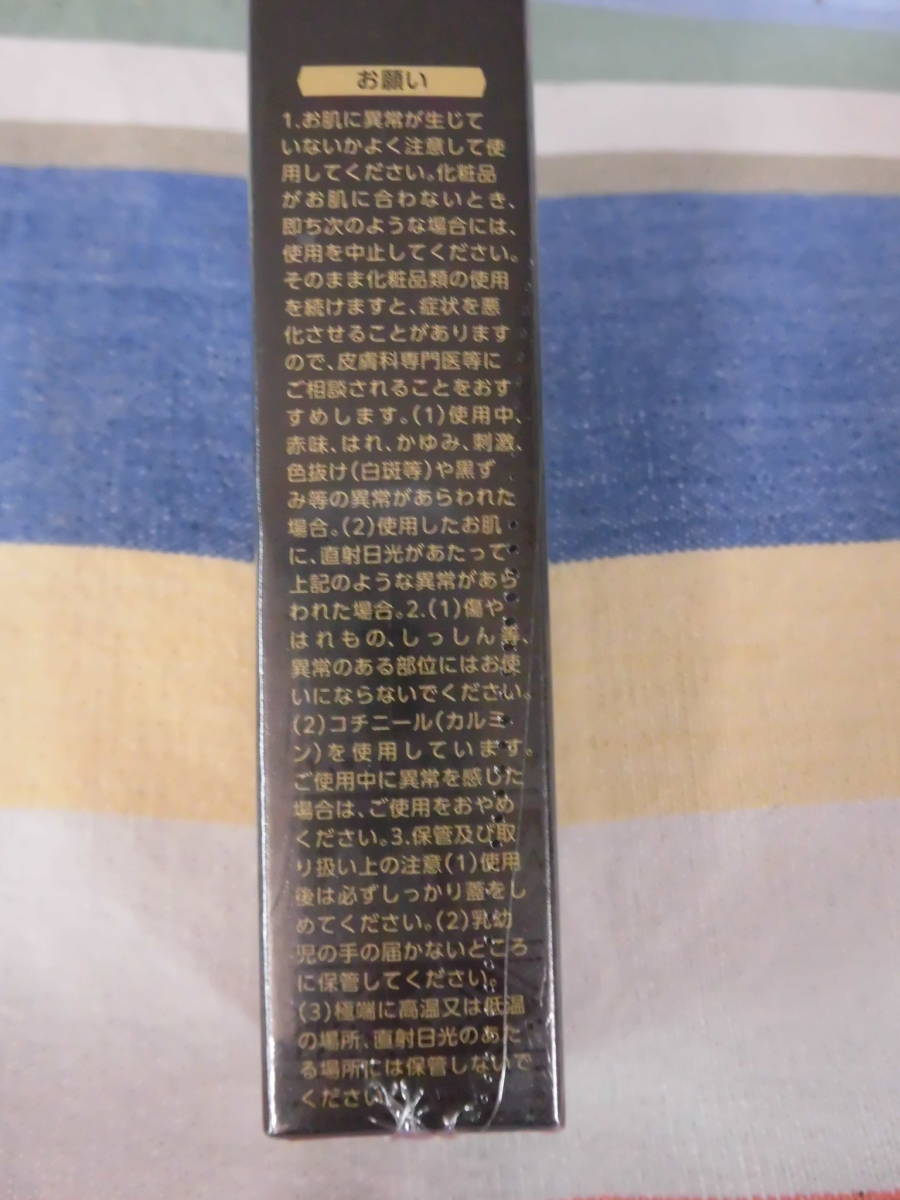 お願い
1.お肌に異常が生じて
いないかよく注意して使
用してください。化粧品
がお肌に合わないとき、
即ち次のような場合には、
使用を中止してください。
そのまま化粧品類の使用
を続けますと、症状を悪
化させることがあります
ので、皮膚科専門医等に
ご相談されることをおす
すめします。(1)使用中、
赤味、はれ、かゆみ、刺激、
色抜け(白斑等)や黒ず
み等の異常があらわれた
場合。(2)使用したお肌
に、直射日光があたって
上記のような異常があら
われた場合。2.(1)傷や
はれもの、しっしん等、
異常のある部位にはお使
いにならないでください。
(2)コチニール(カルミ
ン)を使用しています。
ご使用中に異常を感じた
場合は、ご使用をおやめ
ください。3.保管及び取
り扱い上の注意(1)使用
後は必ずしっかり蓋をし
めてください。(2)乳幼
児の手の届かないところ
に保管してください。
(3)極端に高温又は低温
の場所、直射日光のあた
る場所には保管しないで
ください